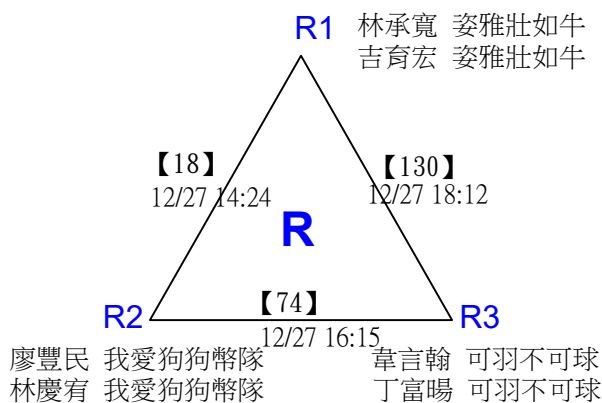 R1
林承寬 姿雅壯如牛
吉育宏 姿雅壯如牛
【18】
12/27 14:24
【130】
12/27 18:12
R
【74】
12/27 16:15
R2
R3
廖豐民 我愛狗狗幣隊
林慶宥 我愛狗狗幣隊
韋言翰 可羽不可球
丁富暘 可羽不可球